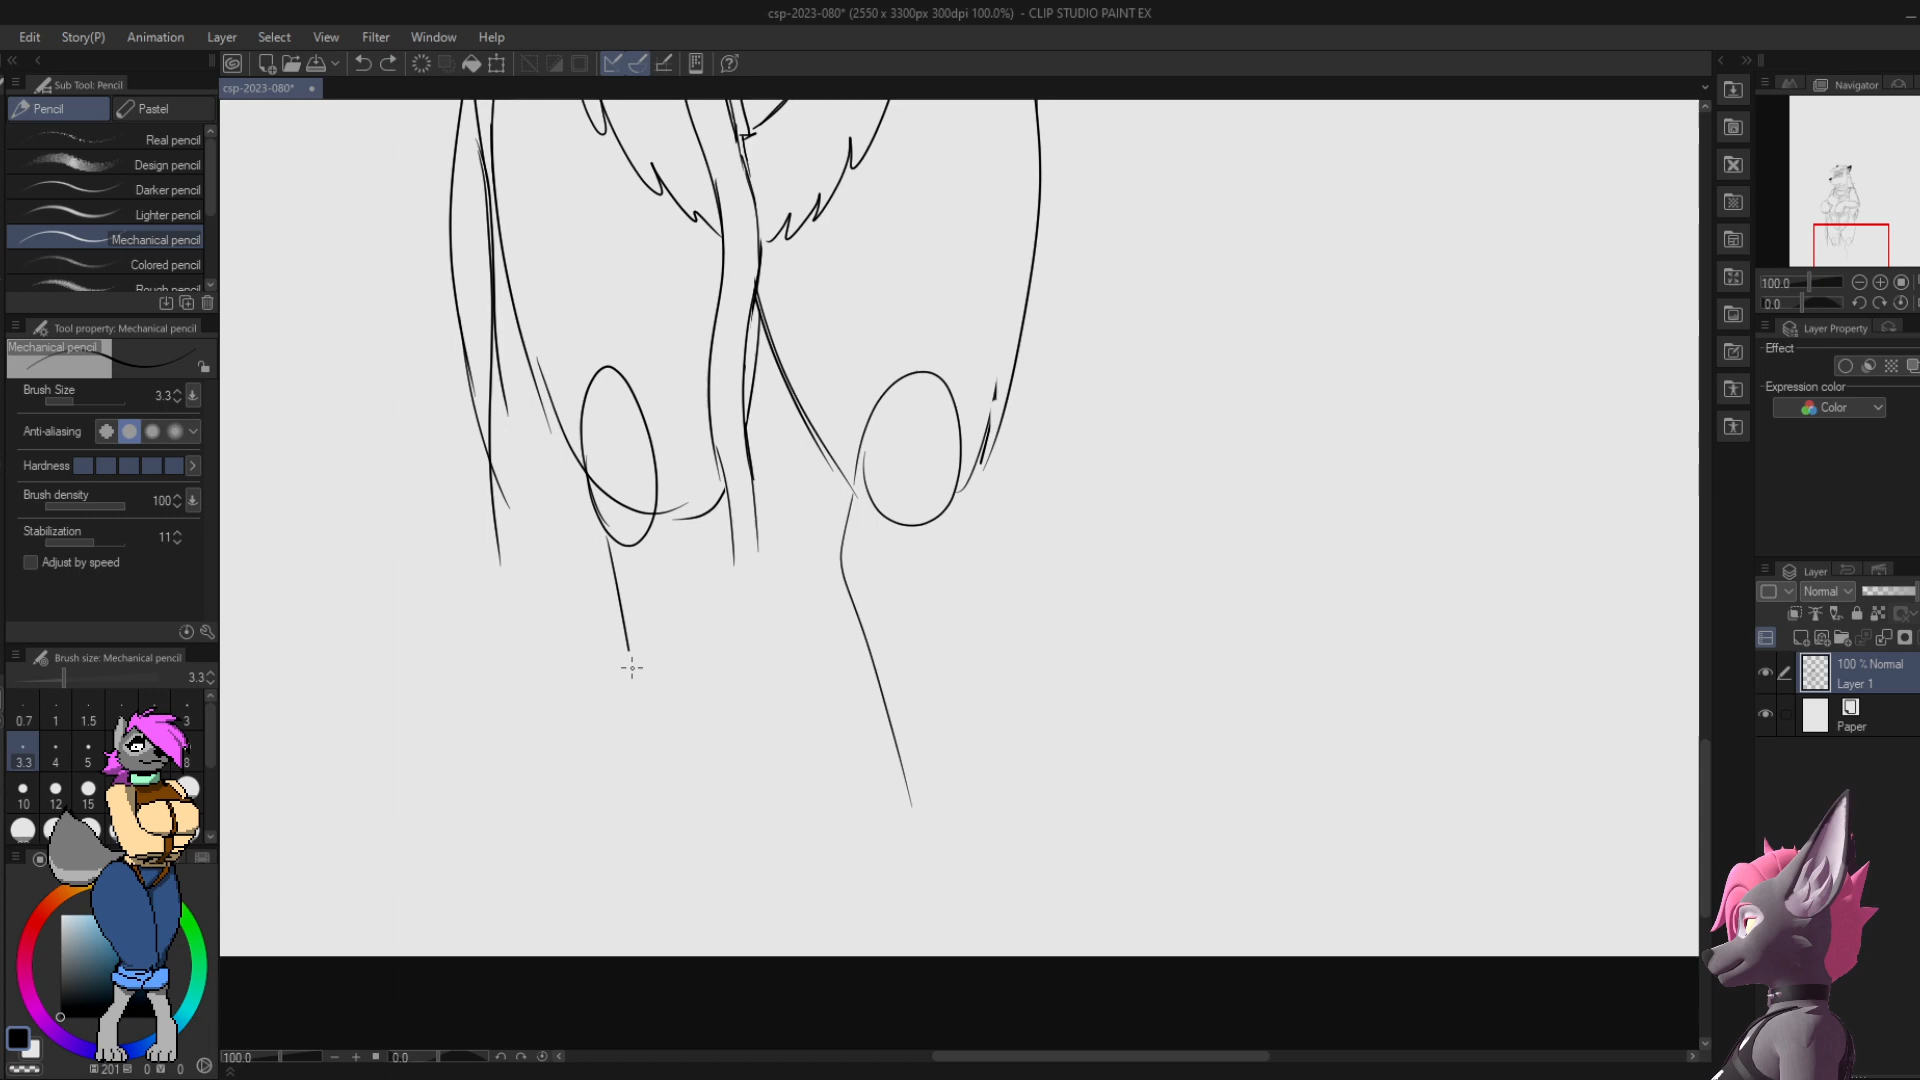 csp-2023-080* (2550 x 3300px 300dpi 100.0%) - CLIP STUDIO PAINT EX
Edit Story(P) Animation Layer Select View Filter Window Help
Sub Tool: Pencil
csp-2023-080*
Navigator
Pencil Pastel
Real pencil
Design pencil
Darker pencil
Lighter pencil
Mechanical pencil
Colored pencil
Rough pencil
100.0
0.0
Tool property: Mechanical pencil
Layer Property
Mechanical pencil
Effect
Brush Size 3.3
Expression color
Color
Anti-aliasing
Hardness
Brush density 100
Stabilization 11
Adjust by speed
Layer
Normal
Brush size: Mechanical pencil
3.3
100 % Normal
Layer 1
0.7 1 1.5 3
Paper
3.3 4 5 8
10 12 15
100.0 0.0
H 201 S 0 V 0